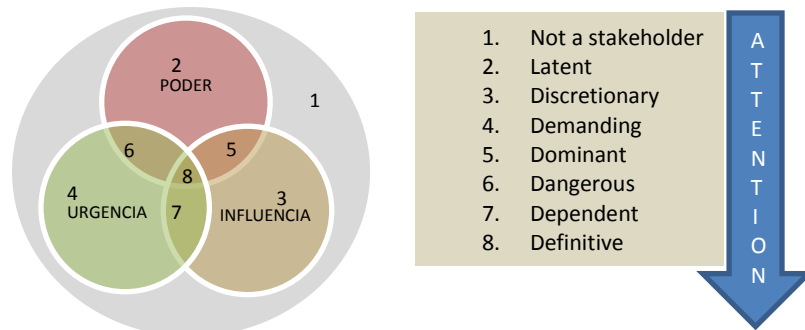 2
PODER
1
6
5
8
4
URGENCIA
7
3
INFLUENCIA
1. Not a stakeholder
2. Latent
3. Discretionary
4. Demanding
5. Dominant
6. Dangerous
7. Dependent
8. Definitive
A
T
T
E
N
T
I
O
N